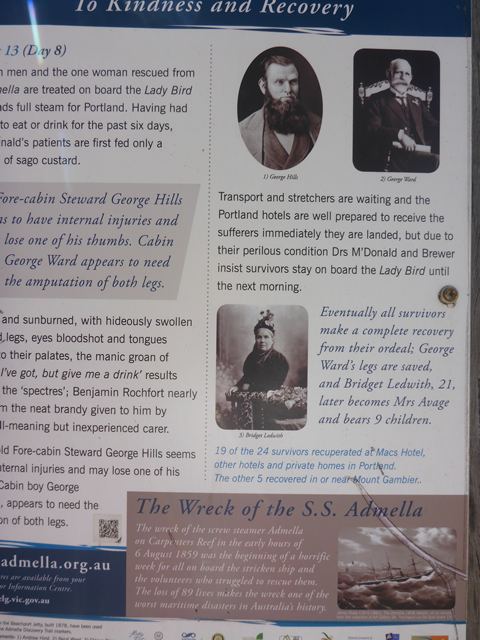 To Kindness and Recovery
13 (Day 8)
men and the one woman rescued from
are treated on board the Lady Bird
full steam for Portland. Having had
to eat or drink for the past six days,
patients are first fed only a
of sago custard.
Fore-cabin Steward George Hills
to have internal injuries and
lose one of his thumbs. Cabin
George Ward appears to need
the amputation of both legs.
and sunburned, with hideously swollen
legs, eyes bloodshot and tongues
to their palates, the manic groan of
I've got, but give me a drink' results
the 'spectres'; Benjamin Rochfort nearly
the neat brandy given to him by
but inexperienced carer.
Fore-cabin Steward George Hills seems
internal injuries and may lose one of his
Cabin boy George
, appears to need the
of both legs.
1) George Hills
2) George Ward
Transport and stretchers are waiting and the
Portland hotels are well prepared to receive the
sufferers immediately they are landed, but due to
their perilous condition Drs M'Donald and Brewer
insist survivors stay on board the Lady Bird until
the next morning.
3) Bridget Ledwith
Eventually all survivors
make a complete recovery
from their ordeal; George
Ward's legs are saved,
and Bridget Ledwith, 21,
later becomes Mrs Avage
and bears 9 children.
19 of the 24 survivors recuperated at Macs Hotel,
other hotels and private homes in Portland.
The other 5 recovered in or near Mount Gambier.
The Wreck of the S.S. Admella
The wreck of the screw steamer Admella
on Carpenters Reef in the early hours of
6 August 1859 was the beginning of a horrific
week for all on board the stricken ship and
the volunteers who struggled to rescue them.
The loss of 89 lives makes the wreck one of the
worst maritime disasters in Australia's history.
admella.org.au
are available from your
Information Centre.
vic.gov.au